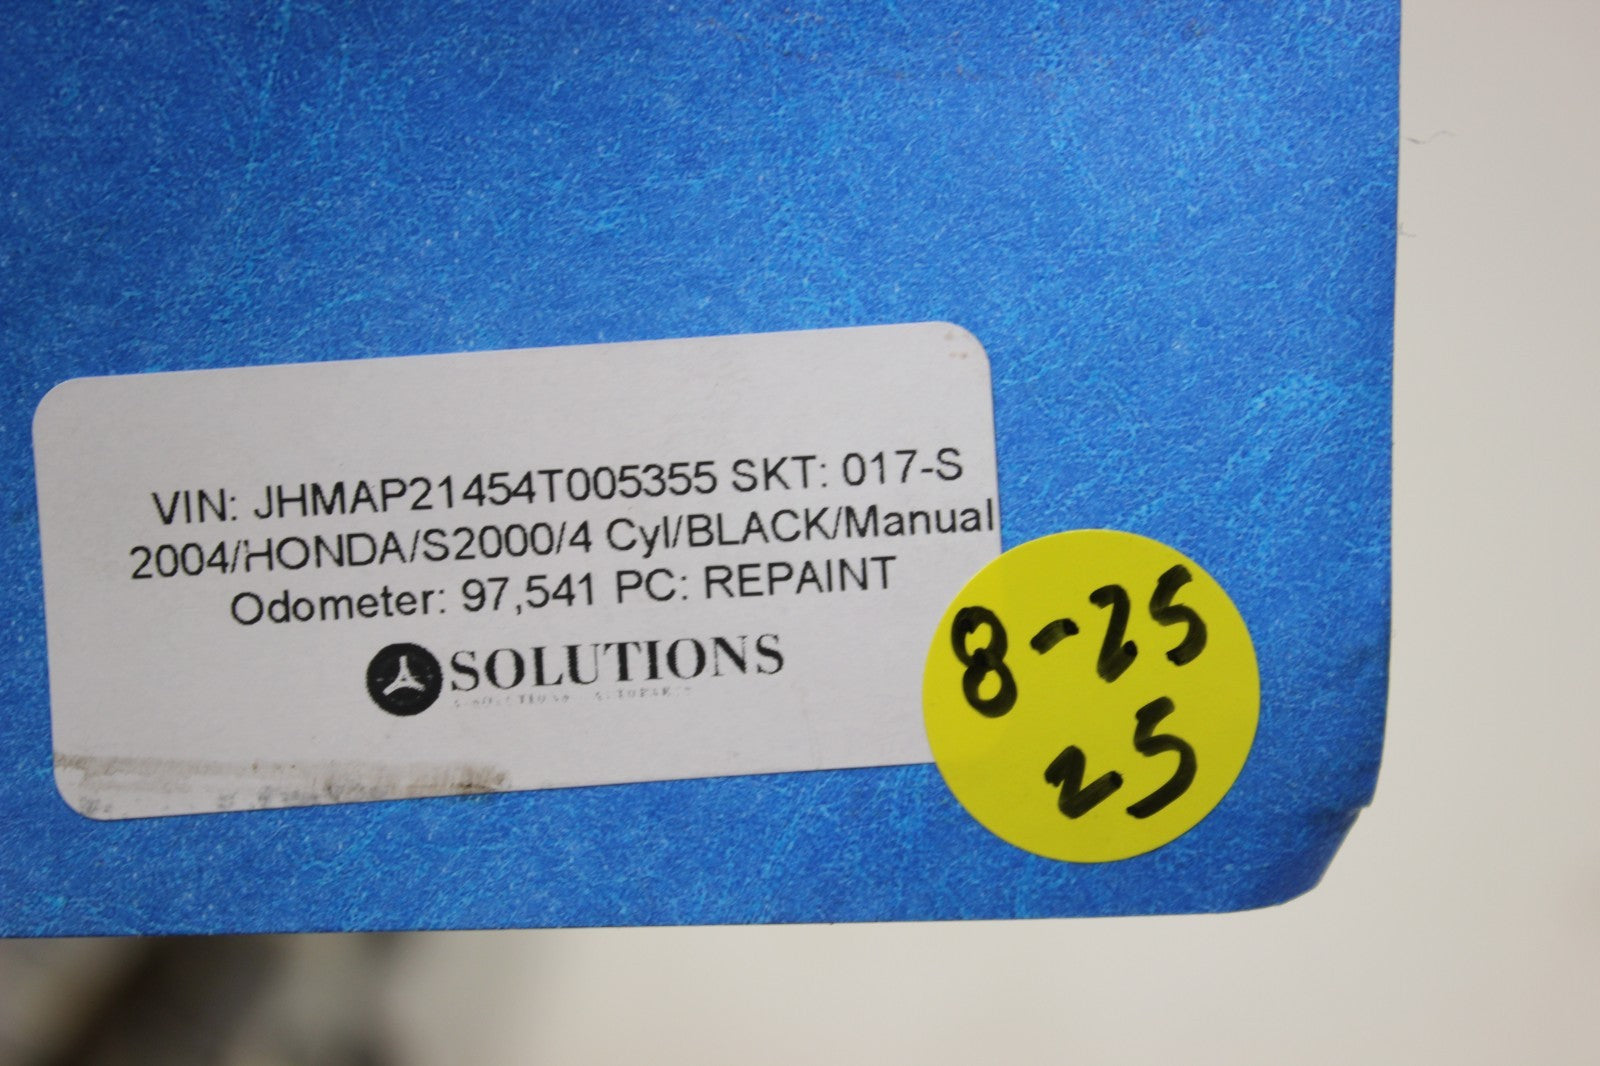 VIN: JHMAP21454T005355 SKT: 017-S
2004/HONDA/S2000/4 Cyl/BLACK/Manual
Odometer: 97,541 PC: REPAINT
SOLUTIONS
8-25
25